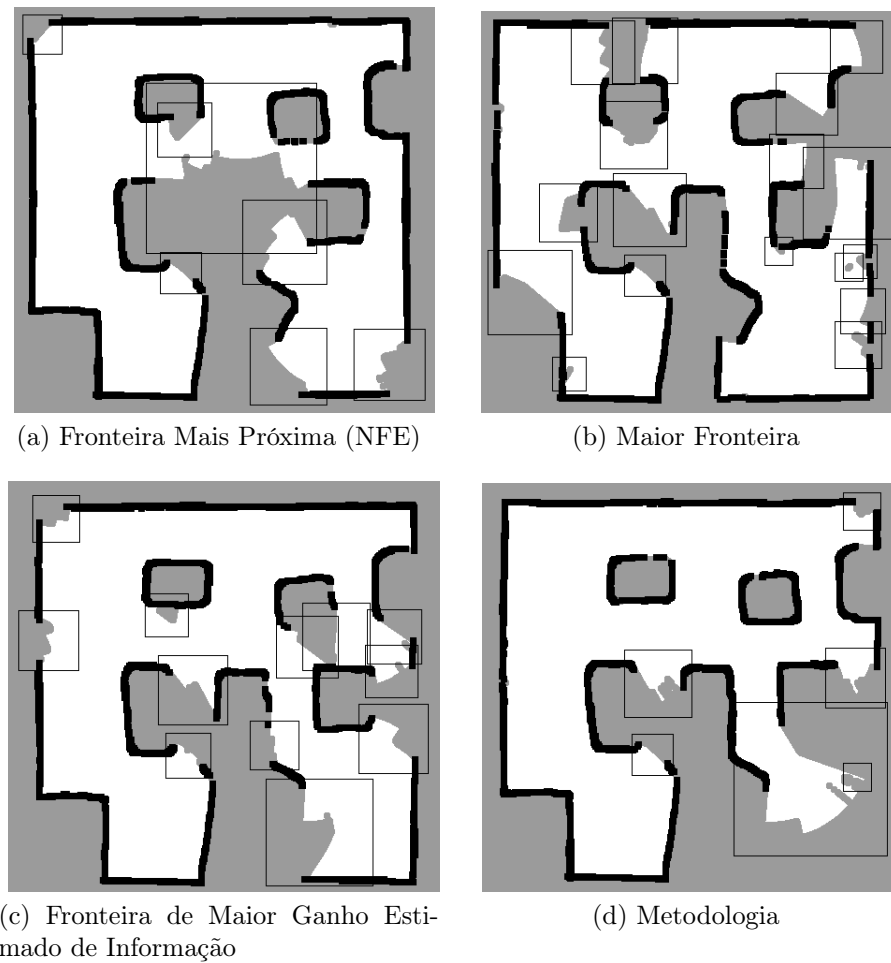 (a) Fronteira Mais Próxima (NFE)
(b) Maior Fronteira
(c) Fronteira de Maior Ganho Esti-
mado de Informação
(d) Metodologia